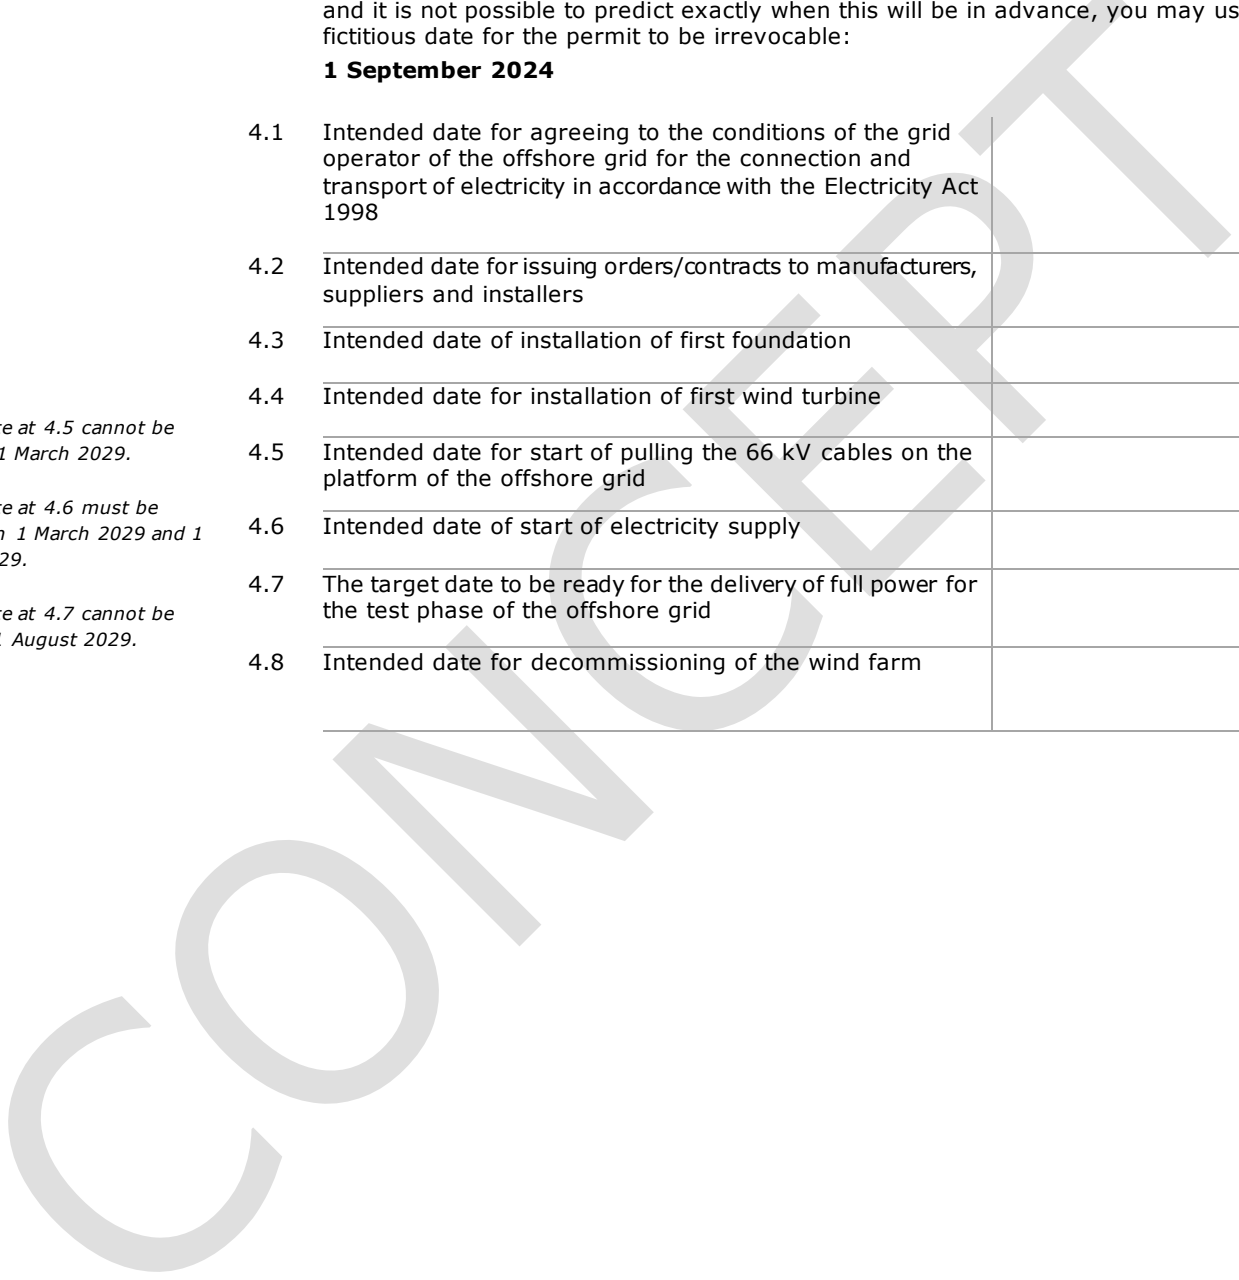 and it is not possible to predict exactly when this will be in advance, you may us
fictitious date for the permit to be irrevocable:
1 September 2024
4.1 Intended date for agreeing to the conditions of the grid
operator of the offshore grid for the connection and
transport of electricity in accordance with the Electricity Act
1998
4.2 Intended date for issuing orders/contracts to manufacturers,
suppliers and installers
4.3 Intended date of installation of first foundation
4.4 Intended date for installation of first wind turbine
e at 4.5 cannot be
1 March 2029.
4.5 Intended date for start of pulling the 66 kV cables on the
platform of the offshore grid
e at 4.6 must be
n 1 March 2029 and 1
29.
4.6 Intended date of start of electricity supply
4.7 The target date to be ready for the delivery of full power for
the test phase of the offshore grid
e at 4.7 cannot be
1 August 2029.
4.8 Intended date for decommissioning of the wind farm
CONCEPT